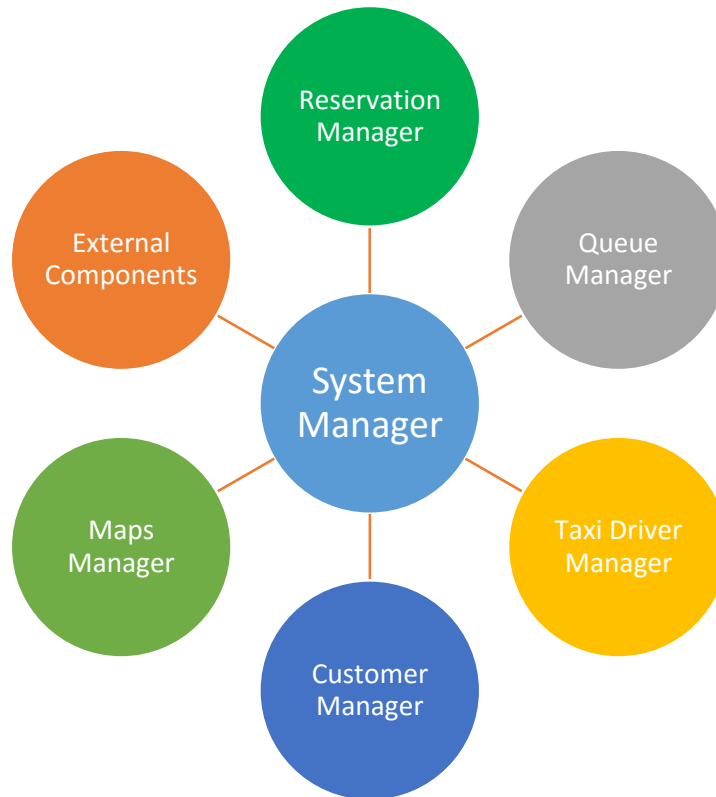 Reservation
Manager
External
Components
Queue
Manager
System
Manager
Maps
Manager
Taxi Driver
Manager
Customer
Manager